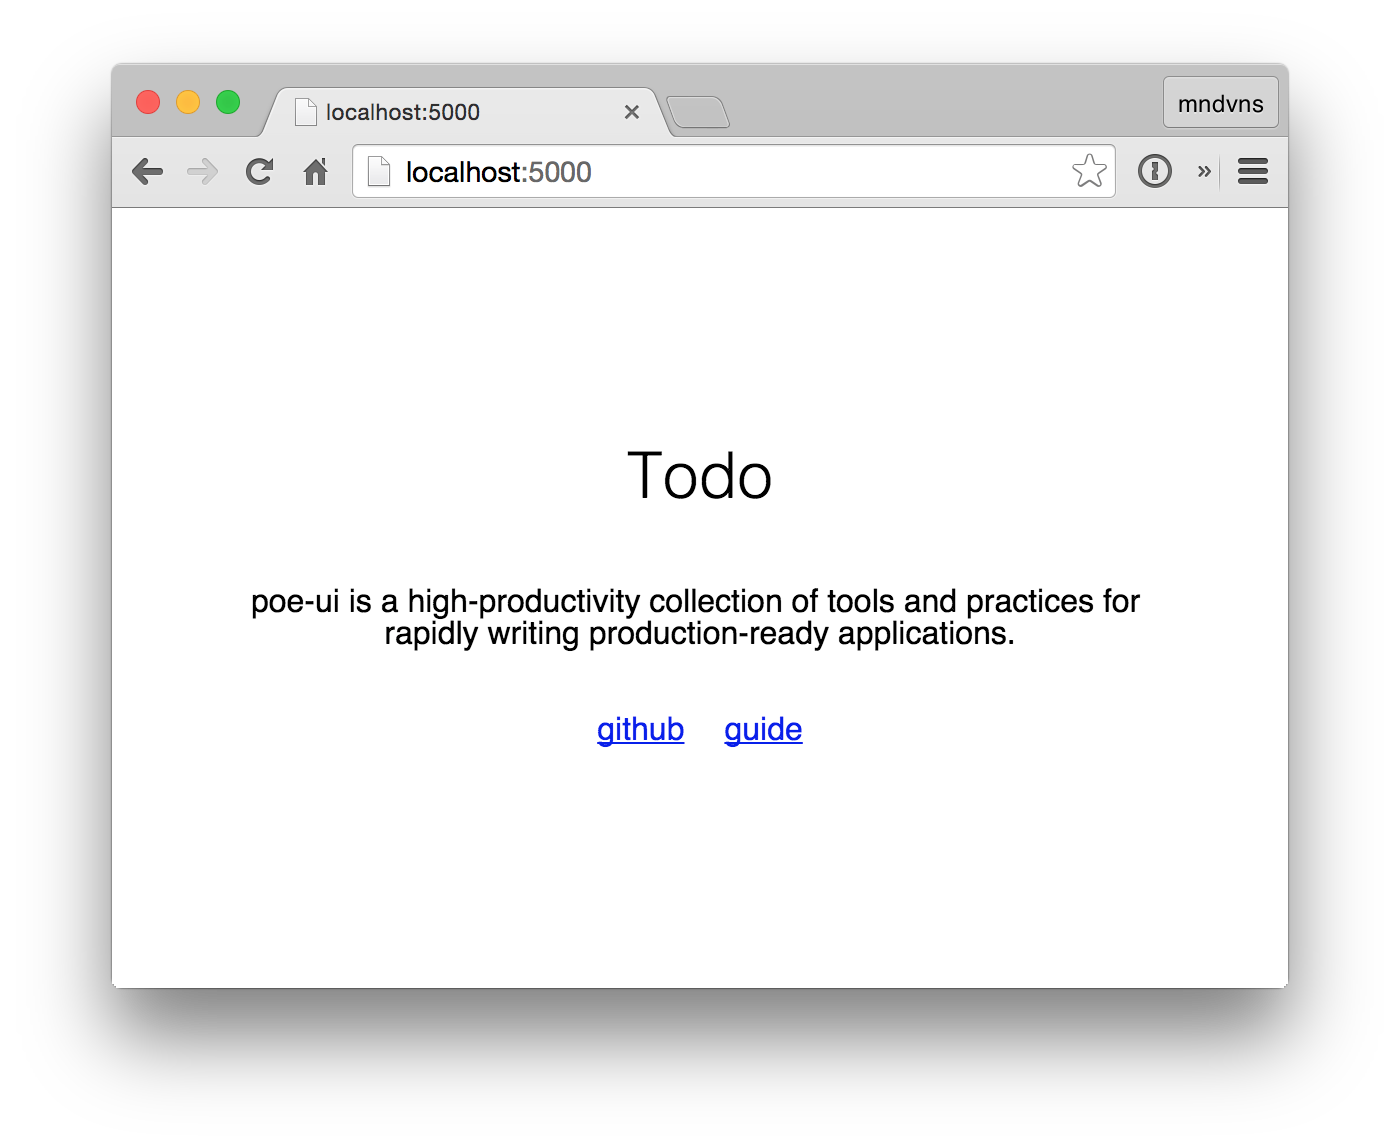 localhost:5000
mndvns
localhost:5000
Todo
poe-ui is a high-productivity collection of tools and practices for
rapidly writing production-ready applications.
github guide